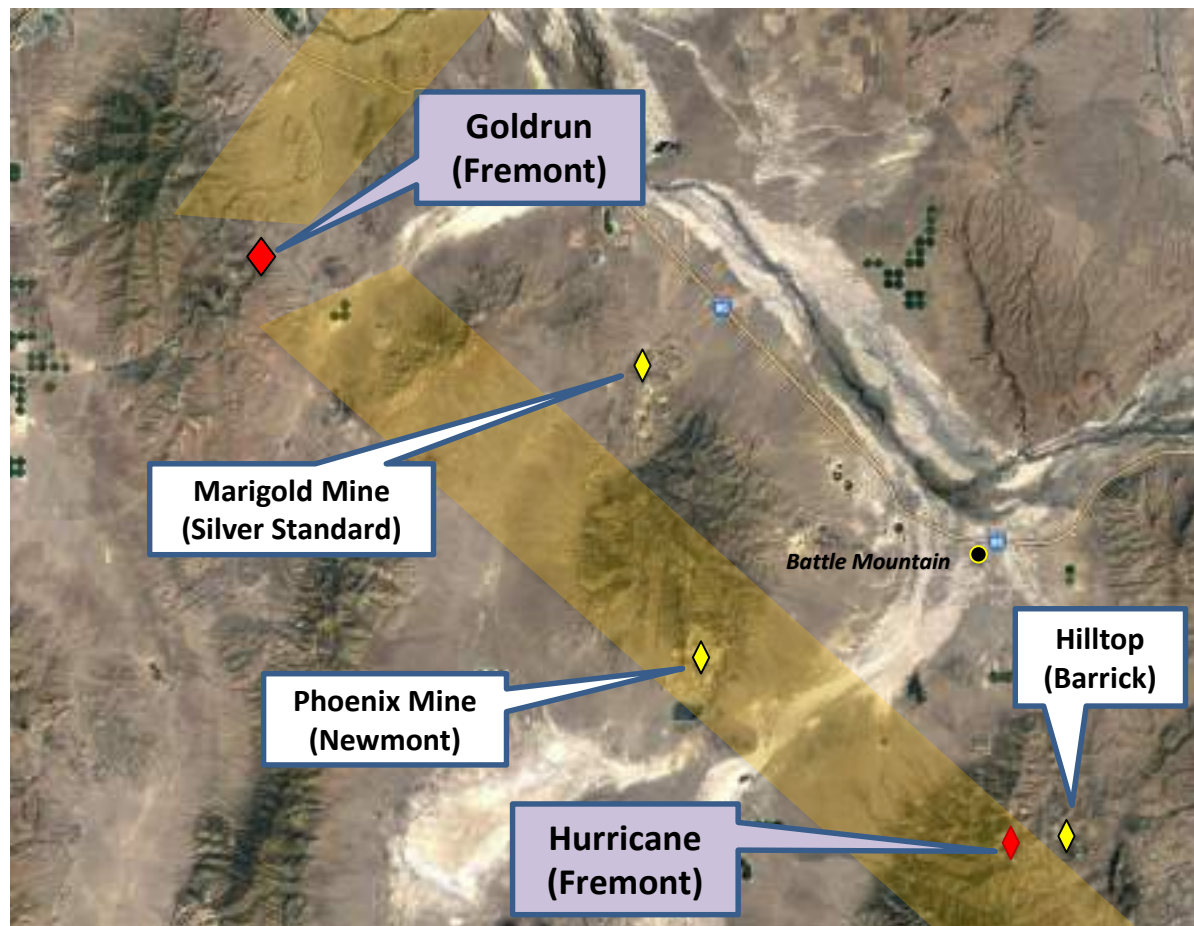 Goldrun
(Fremont)
Marigold Mine
(Silver Standard)
Battle Mountain
Hilltop
(Barrick)
Phoenix Mine
(Newmont)
Hurricane
(Fremont)